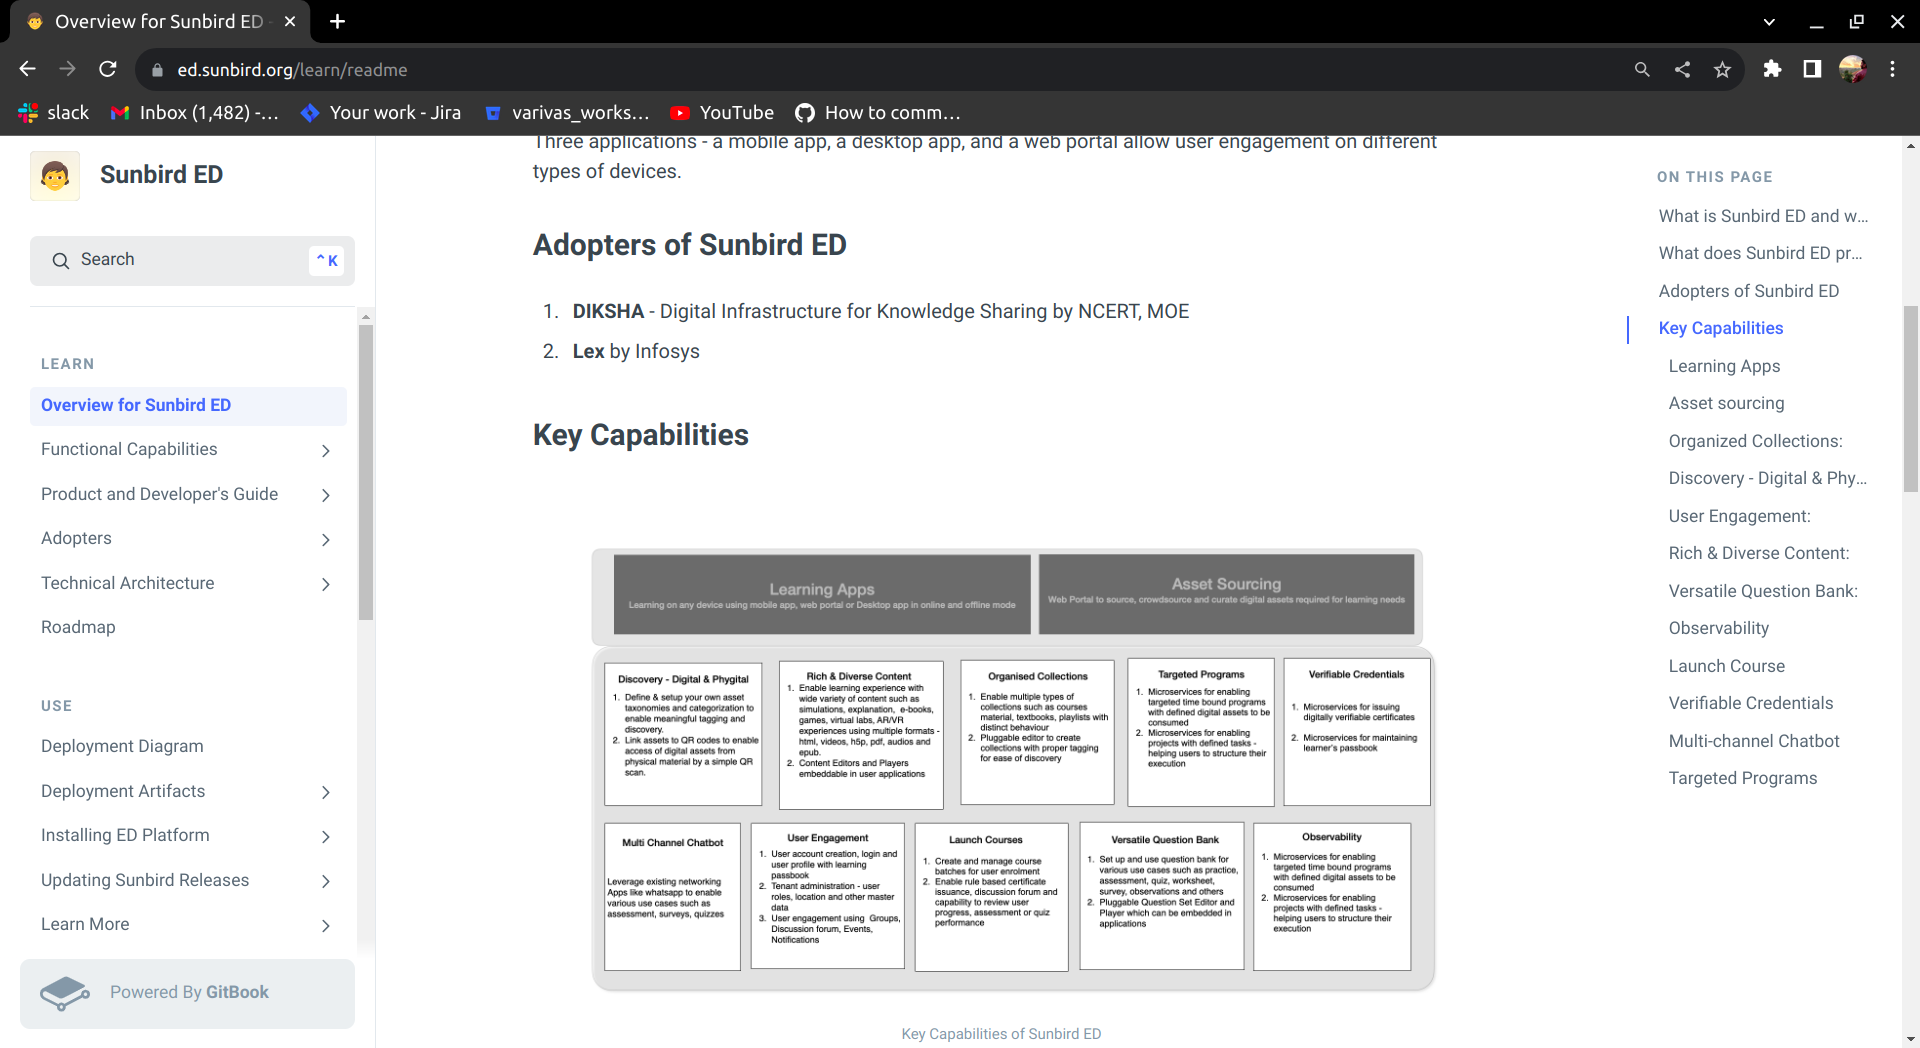 Overview for Sunbird ED
ed.sunbird.org/learn/readme
slack
Inbox (1,482) -...
Your work - Jira
varivas_works...
YouTube
How to comm...
Sunbird ED
Search
⌃ K
LEARN
Overview for Sunbird ED
Functional Capabilities
Product and Developer's Guide
Adopters
Technical Architecture
Roadmap
USE
Deployment Diagram
Deployment Artifacts
Installing ED Platform
Updating Sunbird Releases
Learn More
Powered By GitBook
Three applications - a mobile app, a desktop app, and a web portal allow user engagement on different
types of devices.
Adopters of Sunbird ED
1. DIKSHA - Digital Infrastructure for Knowledge Sharing by NCERT, MOE
2. Lex by Infosys
Key Capabilities
Learning Apps
Learning on any device using mobile app, web portal or Desktop app in online and offline mode
Asset Sourcing
Web Portal to source, crowdsource and curate digital assets required for learning needs
Discovery - Digital & Phygital
1. Define & setup your own asset
taxonomies and categorization to
enable meaningful tagging and
discovery.
2. Link assets to QR codes to enable
access of digital assets from
physical material by a simple QR
scan.
Rich & Diverse Content
1. Enable learning experience with
wide variety of content such as
simulations, explanation, e-books,
games, virtual labs, AR/VR
experiences using multiple formats -
html, videos, h5p, pdf, audios and
epub.
2. Content Editors and Players
embeddable in user applications
Organised Collections
1. Enable multiple types of
collections such as courses
material, textbooks, playlists with
distinct behaviour
2. Pluggable editor to create
collections with proper tagging
for ease of discovery
Targeted Programs
1. Microservices for enabling
targeted time bound programs
with defined digital assets to be
consumed
2. Microservices for enabling
projects with defined tasks -
helping users to structure their
execution
Verifiable Credentials
1. Microservices for issuing
digitally verifiable certificates
2. Microservices for maintaining
learner's passbook
Multi Channel Chatbot
Leverage existing networking
Apps like whatsapp to enable
various use cases such as
assessment, surveys, quizzes
User Engagement
1. User account creation, login and
user profile with learning
passbook
2. Tenant administration - user
roles, location and other master
data
3. User engagement using Groups,
Discussion forum, Events,
Notifications
Launch Courses
1. Create and manage course
batches for user enrolment
2. Enable rule based certificate
issuance, discussion forum and
capability to review user
progress, assessment or quiz
performance
Versatile Question Bank
1. Set up and use question bank for
various use cases such as practice,
assessment, quiz, worksheet,
survey, observations and others
2. Pluggable Question Set Editor and
Player which can be embedded in
applications
Observability
1. Microservices for enabling
targeted time bound programs
with defined digital assets to be
consumed
2. Microservices for enabling
projects with defined tasks -
helping users to structure their
execution
Key Capabilities of Sunbird ED
ON THIS PAGE
What is Sunbird ED and w...
What does Sunbird ED pr...
Adopters of Sunbird ED
Key Capabilities
Learning Apps
Asset sourcing
Organized Collections:
Discovery - Digital & Phy...
User Engagement:
Rich & Diverse Content:
Versatile Question Bank:
Observability
Launch Course
Verifiable Credentials
Multi-channel Chatbot
Targeted Programs